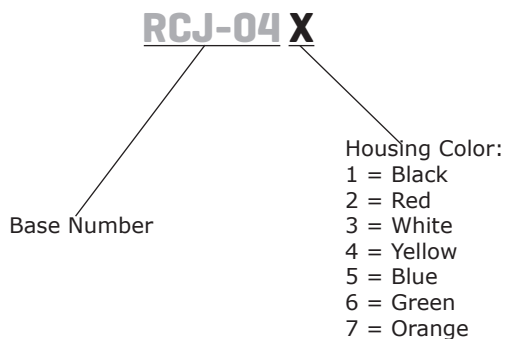 RCJ-04 X
Housing Color:
1 = Black
2 = Red
3 = White
4 = Yellow
5 = Blue
6 = Green
7 = Orange
Base Number